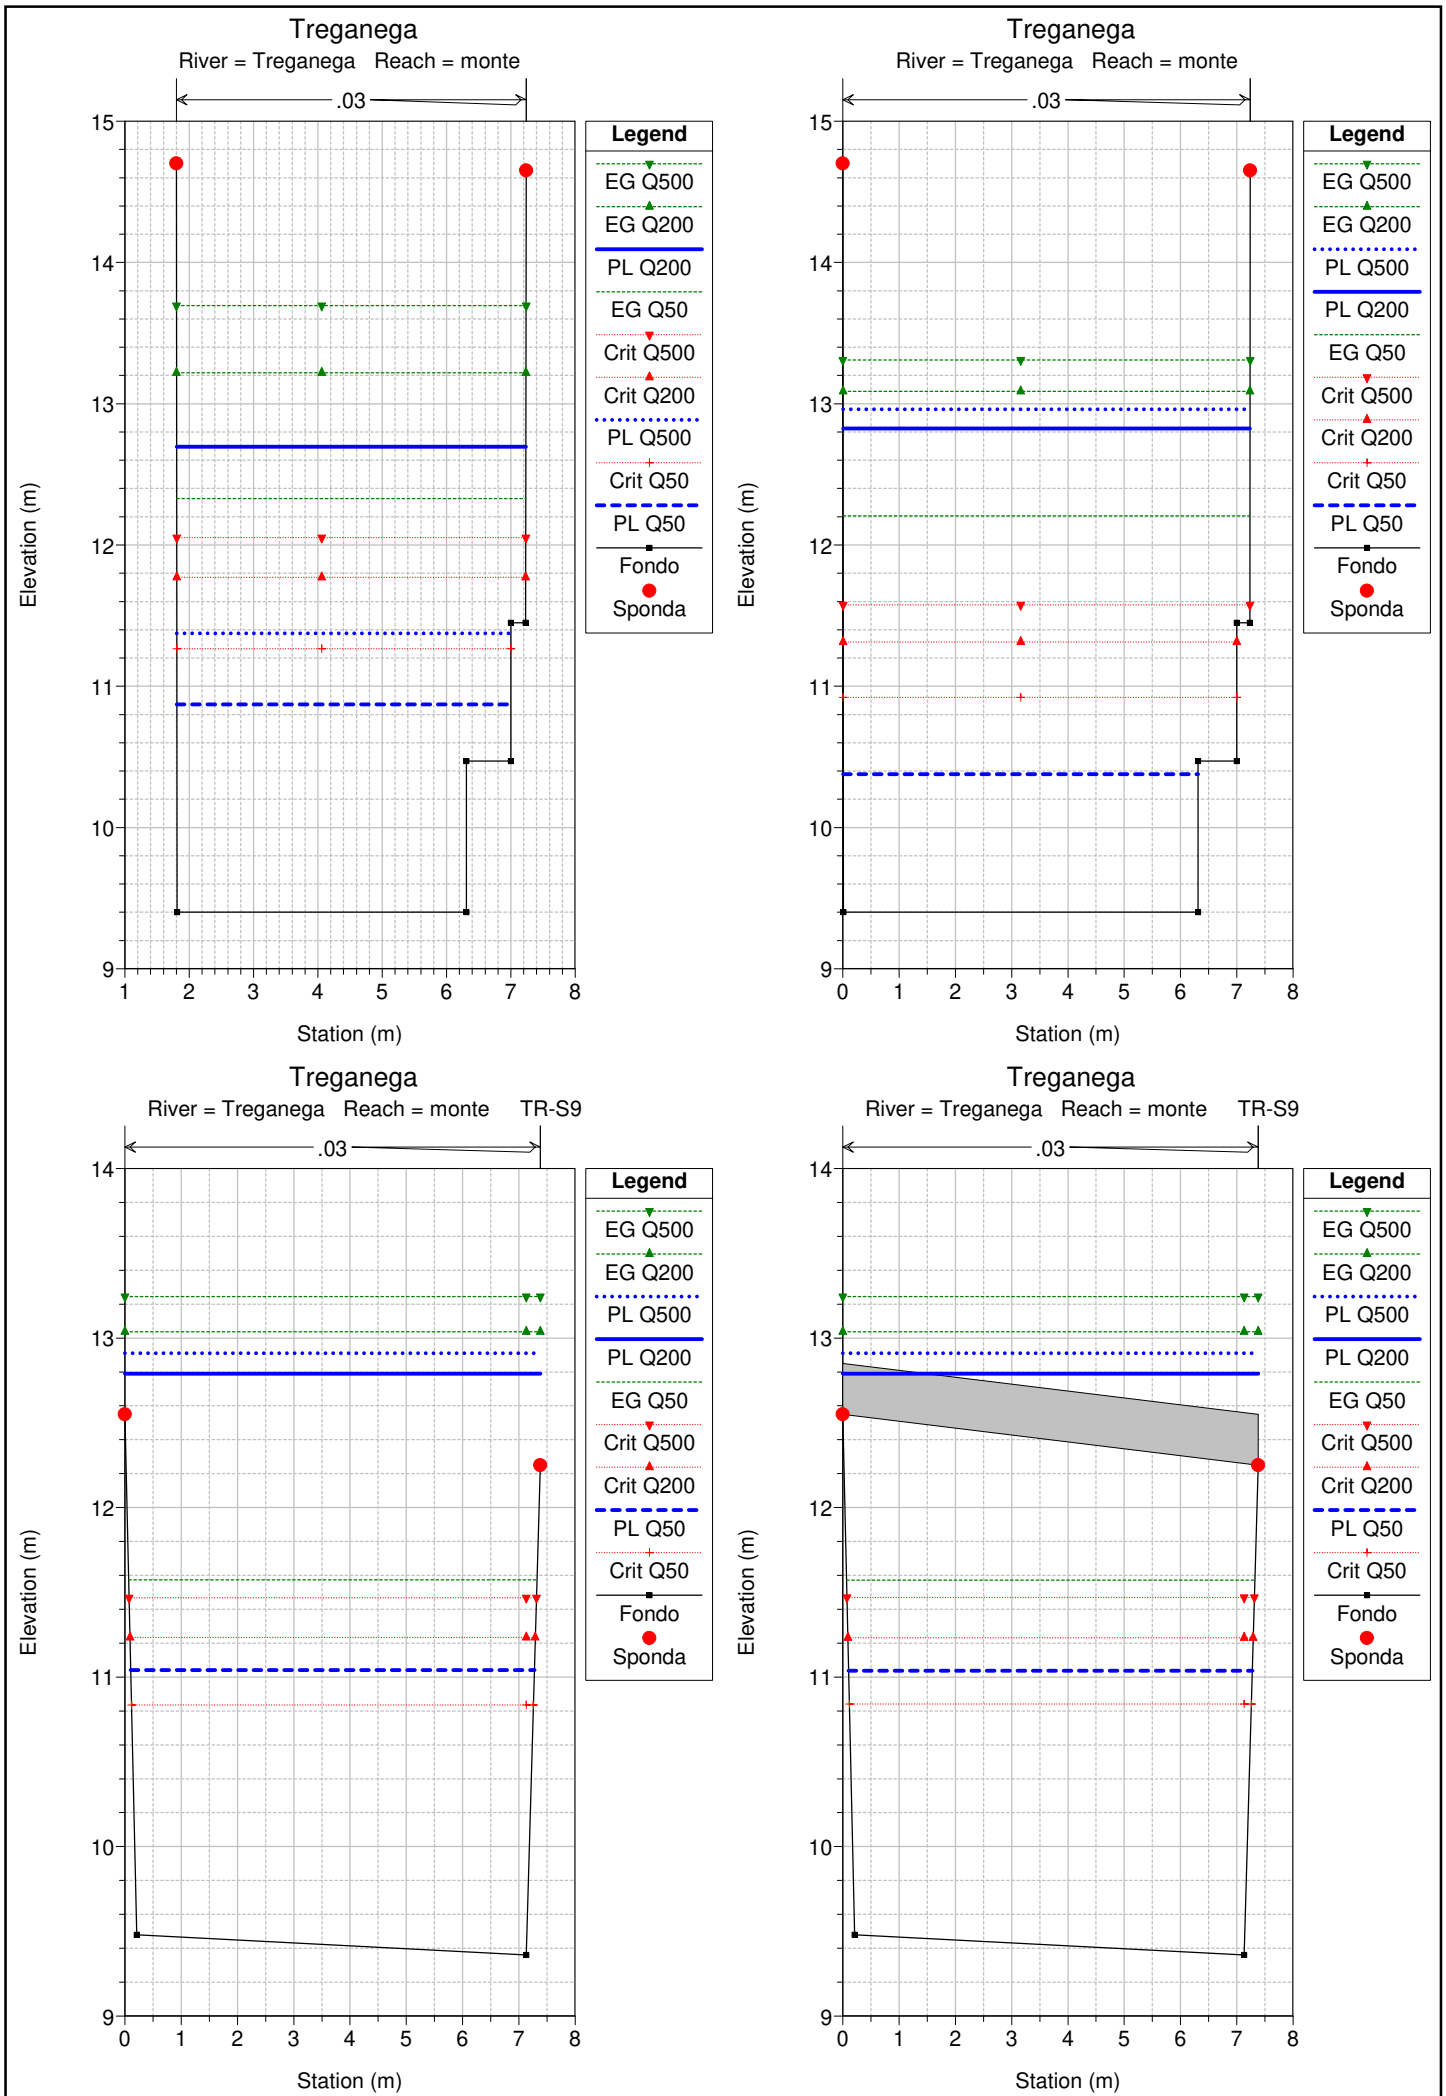 Treganega
River = Treganega Reach = monte
.03
15
14
13
12
11
10
9
Elevation (m)
1 2 3 4 5 6 7 8
Station (m)
Legend
EG Q500
EG Q200
PL Q200
EG Q50
Crit Q500
Crit Q200
PL Q500
Crit Q50
PL Q50
Fondo
Sponda
Treganega
River = Treganega Reach = monte
.03
15
14
13
12
11
10
9
Elevation (m)
0 1 2 3 4 5 6 7 8
Station (m)
Legend
EG Q500
EG Q200
PL Q500
PL Q200
EG Q50
Crit Q500
Crit Q200
Crit Q50
PL Q50
Fondo
Sponda
Treganega
River = Treganega Reach = monte TR-S9
.03
14
13
12
11
10
9
Elevation (m)
0 1 2 3 4 5 6 7 8
Station (m)
Legend
EG Q500
EG Q200
PL Q500
PL Q200
EG Q50
Crit Q500
Crit Q200
PL Q50
Crit Q50
Fondo
Sponda
Treganega
River = Treganega Reach = monte TR-S9
.03
14
13
12
11
10
9
Elevation (m)
0 1 2 3 4 5 6 7 8
Station (m)
Legend
EG Q500
EG Q200
PL Q500
PL Q200
EG Q50
Crit Q500
Crit Q200
PL Q50
Crit Q50
Fondo
Sponda